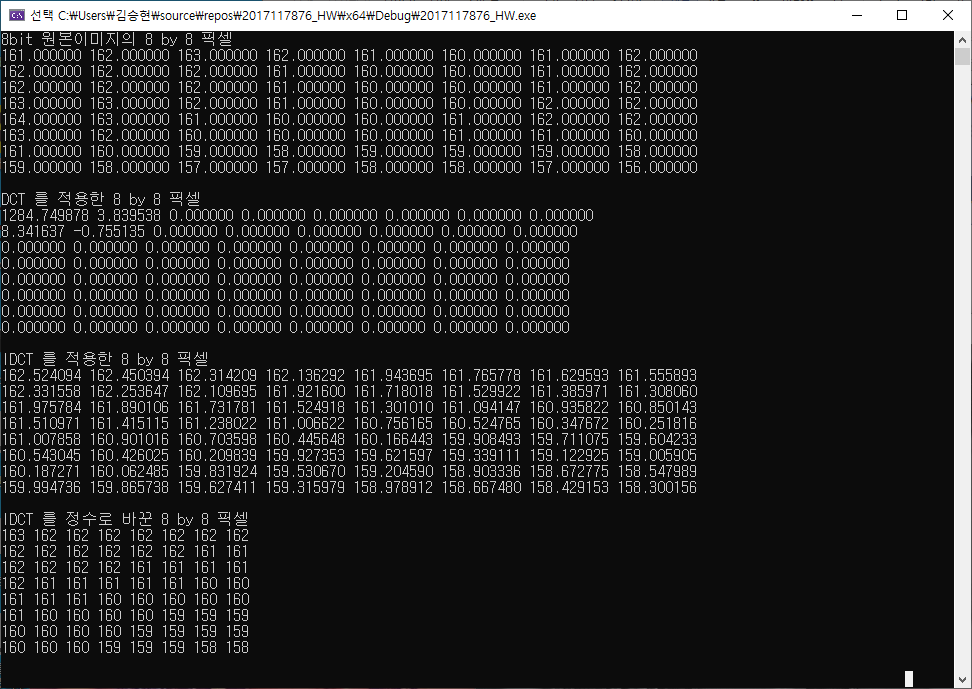 선택 C:₩Users₩김승현₩source₩repos₩2017117876_HW₩x64₩Debug₩2017117876_HW.exe
8bit 원본이미지의 8 by 8 픽셀
161.000000 162.000000 163.000000 162.000000 161.000000 160.000000 161.000000 162.000000
162.000000 162.000000 162.000000 161.000000 160.000000 160.000000 161.000000 162.000000
162.000000 162.000000 162.000000 161.000000 160.000000 160.000000 161.000000 162.000000
163.000000 163.000000 162.000000 161.000000 160.000000 160.000000 162.000000 162.000000
164.000000 163.000000 161.000000 160.000000 160.000000 161.000000 162.000000 162.000000
163.000000 162.000000 160.000000 160.000000 160.000000 161.000000 161.000000 160.000000
161.000000 160.000000 159.000000 158.000000 159.000000 159.000000 159.000000 158.000000
159.000000 158.000000 157.000000 157.000000 158.000000 158.000000 157.000000 156.000000
DCT 를 적용한 8 by 8 픽셀
1284.749878 3.839538 0.000000 0.000000 0.000000 0.000000 0.000000 0.000000
8.341637 -0.755135 0.000000 0.000000 0.000000 0.000000 0.000000 0.000000
0.000000 0.000000 0.000000 0.000000 0.000000 0.000000 0.000000 0.000000
0.000000 0.000000 0.000000 0.000000 0.000000 0.000000 0.000000 0.000000
0.000000 0.000000 0.000000 0.000000 0.000000 0.000000 0.000000 0.000000
0.000000 0.000000 0.000000 0.000000 0.000000 0.000000 0.000000 0.000000
0.000000 0.000000 0.000000 0.000000 0.000000 0.000000 0.000000 0.000000
0.000000 0.000000 0.000000 0.000000 0.000000 0.000000 0.000000 0.000000
IDCT 를 적용한 8 by 8 픽셀
162.524094 162.450394 162.314209 162.136292 161.943695 161.765778 161.629593 161.555893
162.331558 162.253647 162.109695 161.921600 161.718018 161.529922 161.385971 161.308060
161.975784 161.890106 161.731781 161.524918 161.301010 161.094147 160.935822 160.850143
161.510971 161.415115 161.238022 161.006622 160.756165 160.524765 160.347672 160.251816
161.007858 160.901016 160.703598 160.445648 160.166443 159.908493 159.711075 159.604233
160.543045 160.426025 160.209839 159.927353 159.621597 159.339111 159.122925 159.005905
160.187271 160.062485 159.831924 159.530670 159.204590 158.903336 158.672775 158.547989
159.994736 159.865738 159.627411 159.315979 158.978912 158.667480 158.429153 158.300156
IDCT 를 정수로 바꾼 8 by 8 픽셀
163 162 162 162 162 162 162 162
162 162 162 162 162 162 161 161
162 162 162 162 161 161 161 161
162 161 161 161 161 161 160 160
161 161 161 160 160 160 160 160
161 160 160 160 160 159 159 159
160 160 160 160 159 159 159 159
160 160 160 159 159 159 158 158